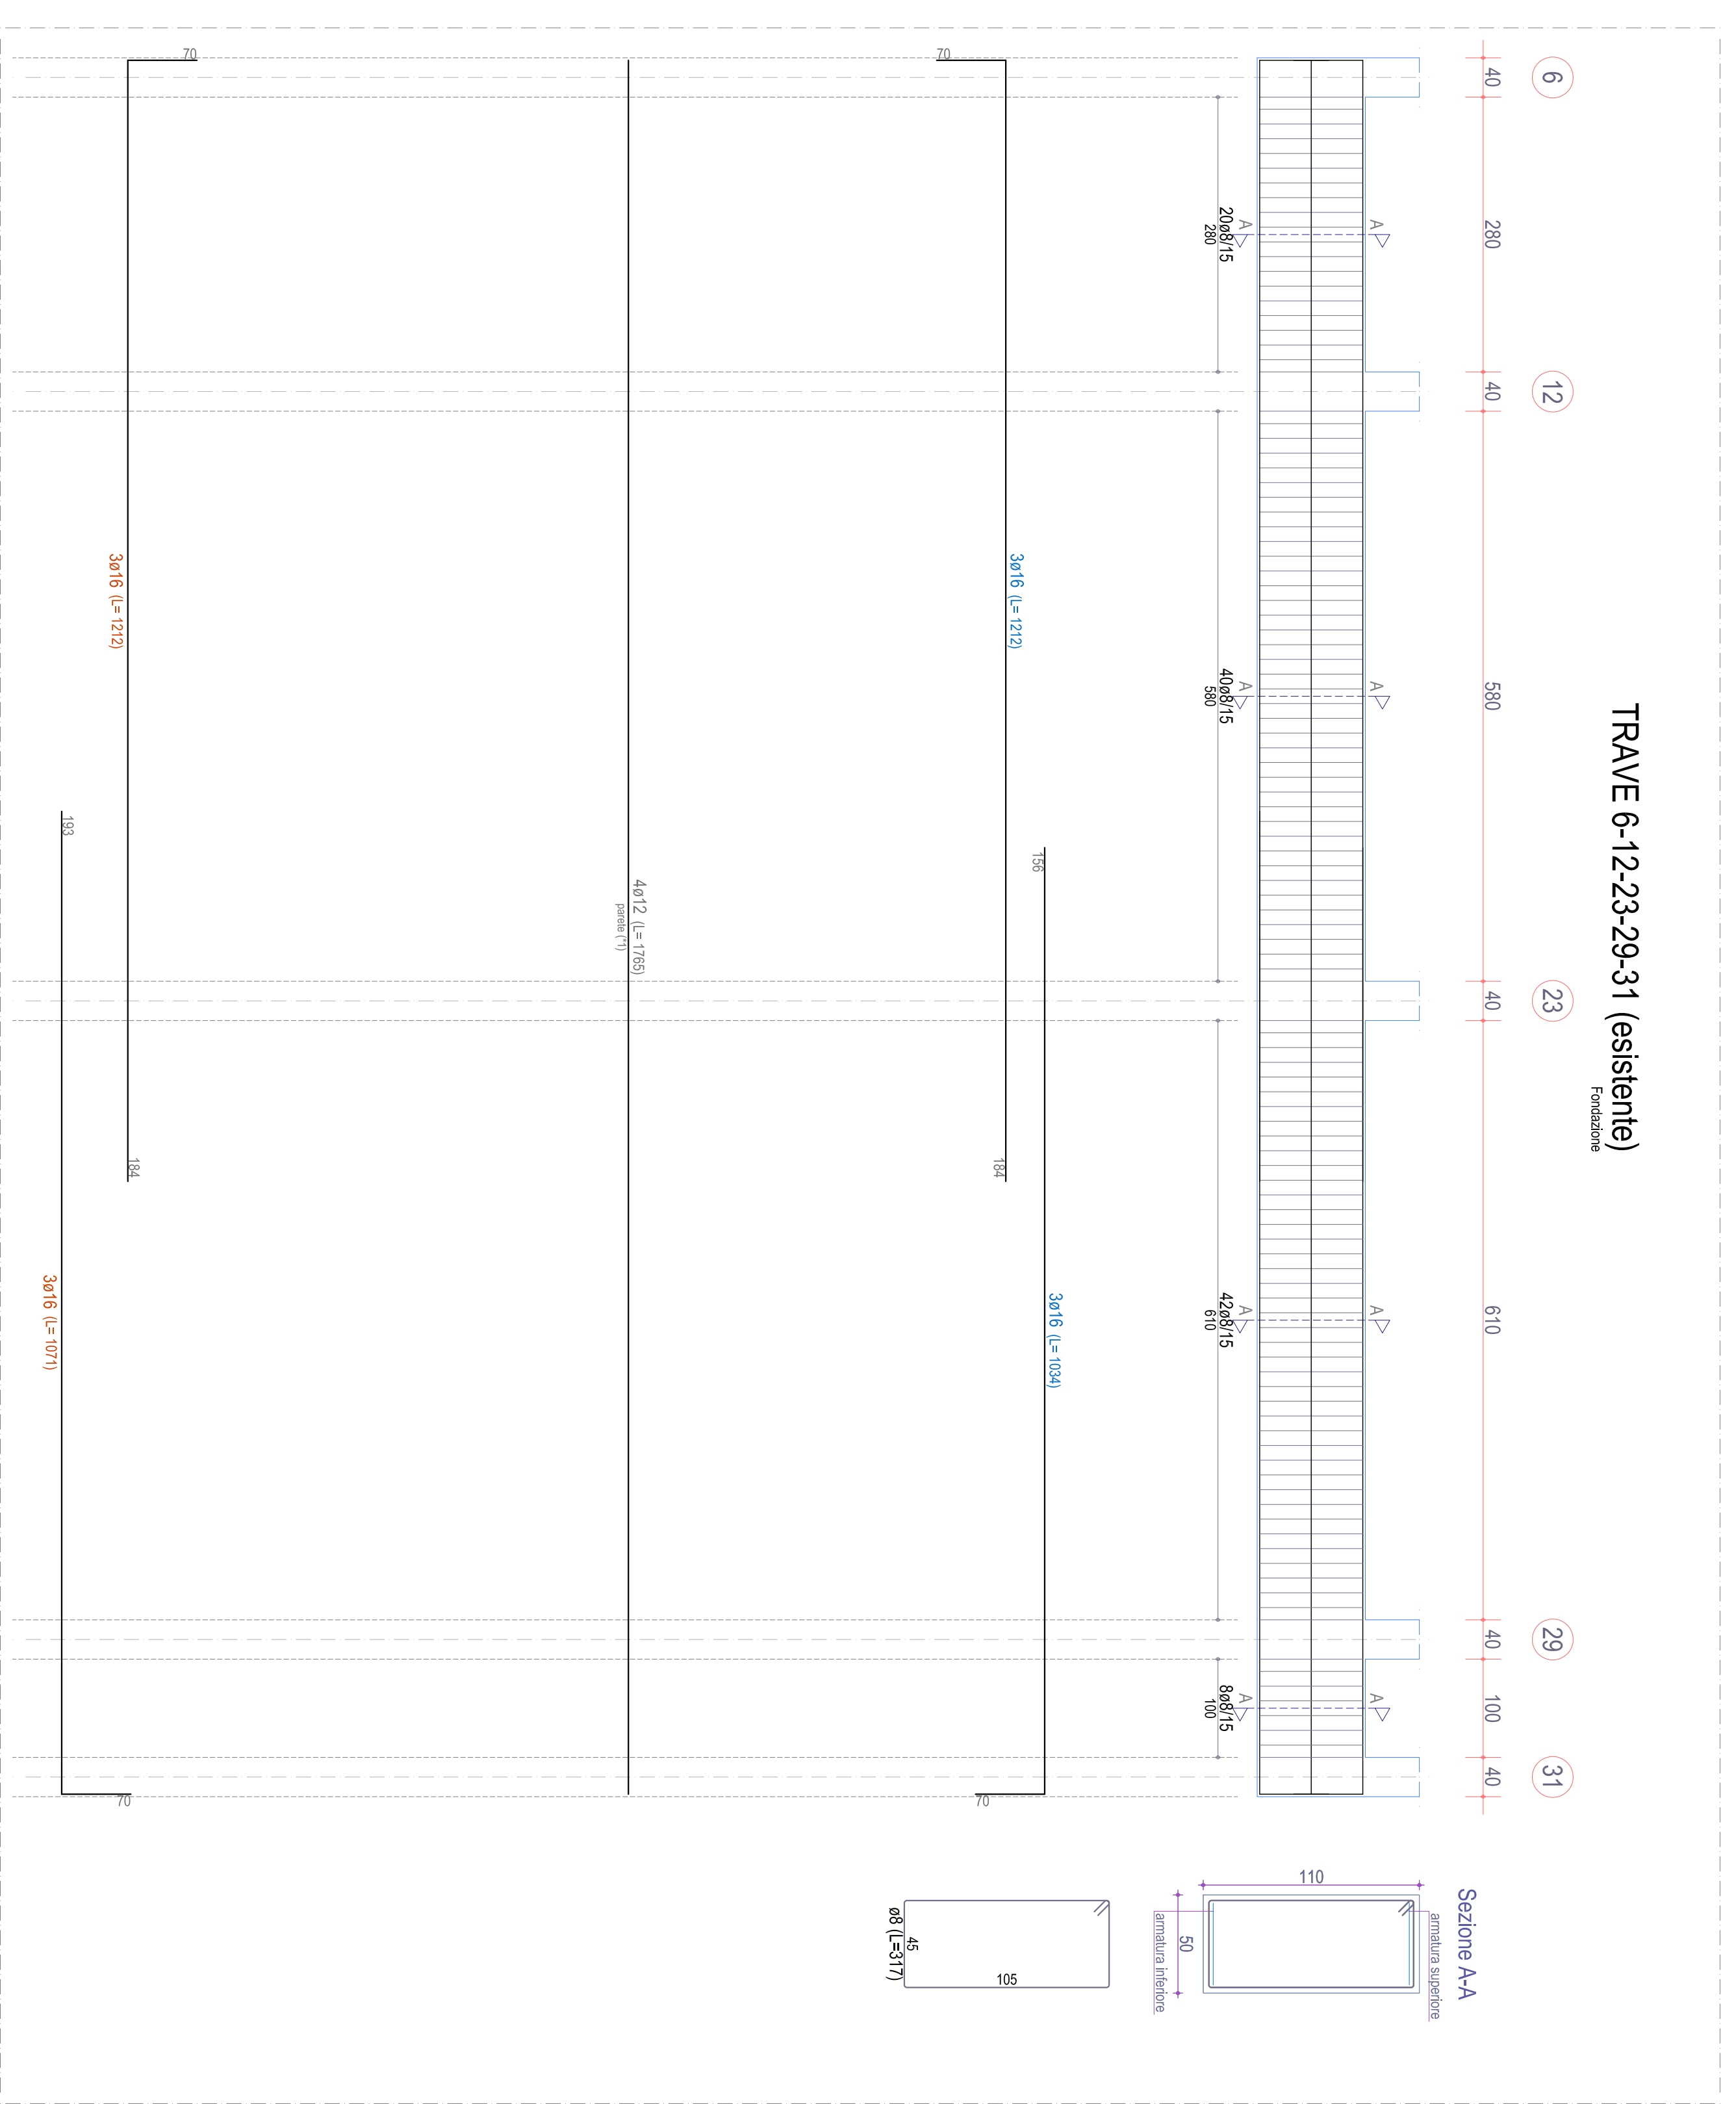 TRAVE 6-12-23-29-31 (esistente)
Fondazione
6
12
23
29
31
40
280
40
580
40
610
40
100
40
A
A
A
A
A
A
A
A
20ø8/15
280
40ø8/15
580
42ø8/15
610
8ø8/15
100
156
3ø16 (L= 1034)
70
70
3ø16 (L= 1212)
184
4ø12 (L= 1765)
parete (*1)
70
3ø16 (L= 1212)
184
193
3ø16 (L= 1071)
70
Sezione A-A
armatura superiore
110
50
armatura inferiore
105
45
ø8 (L=317)